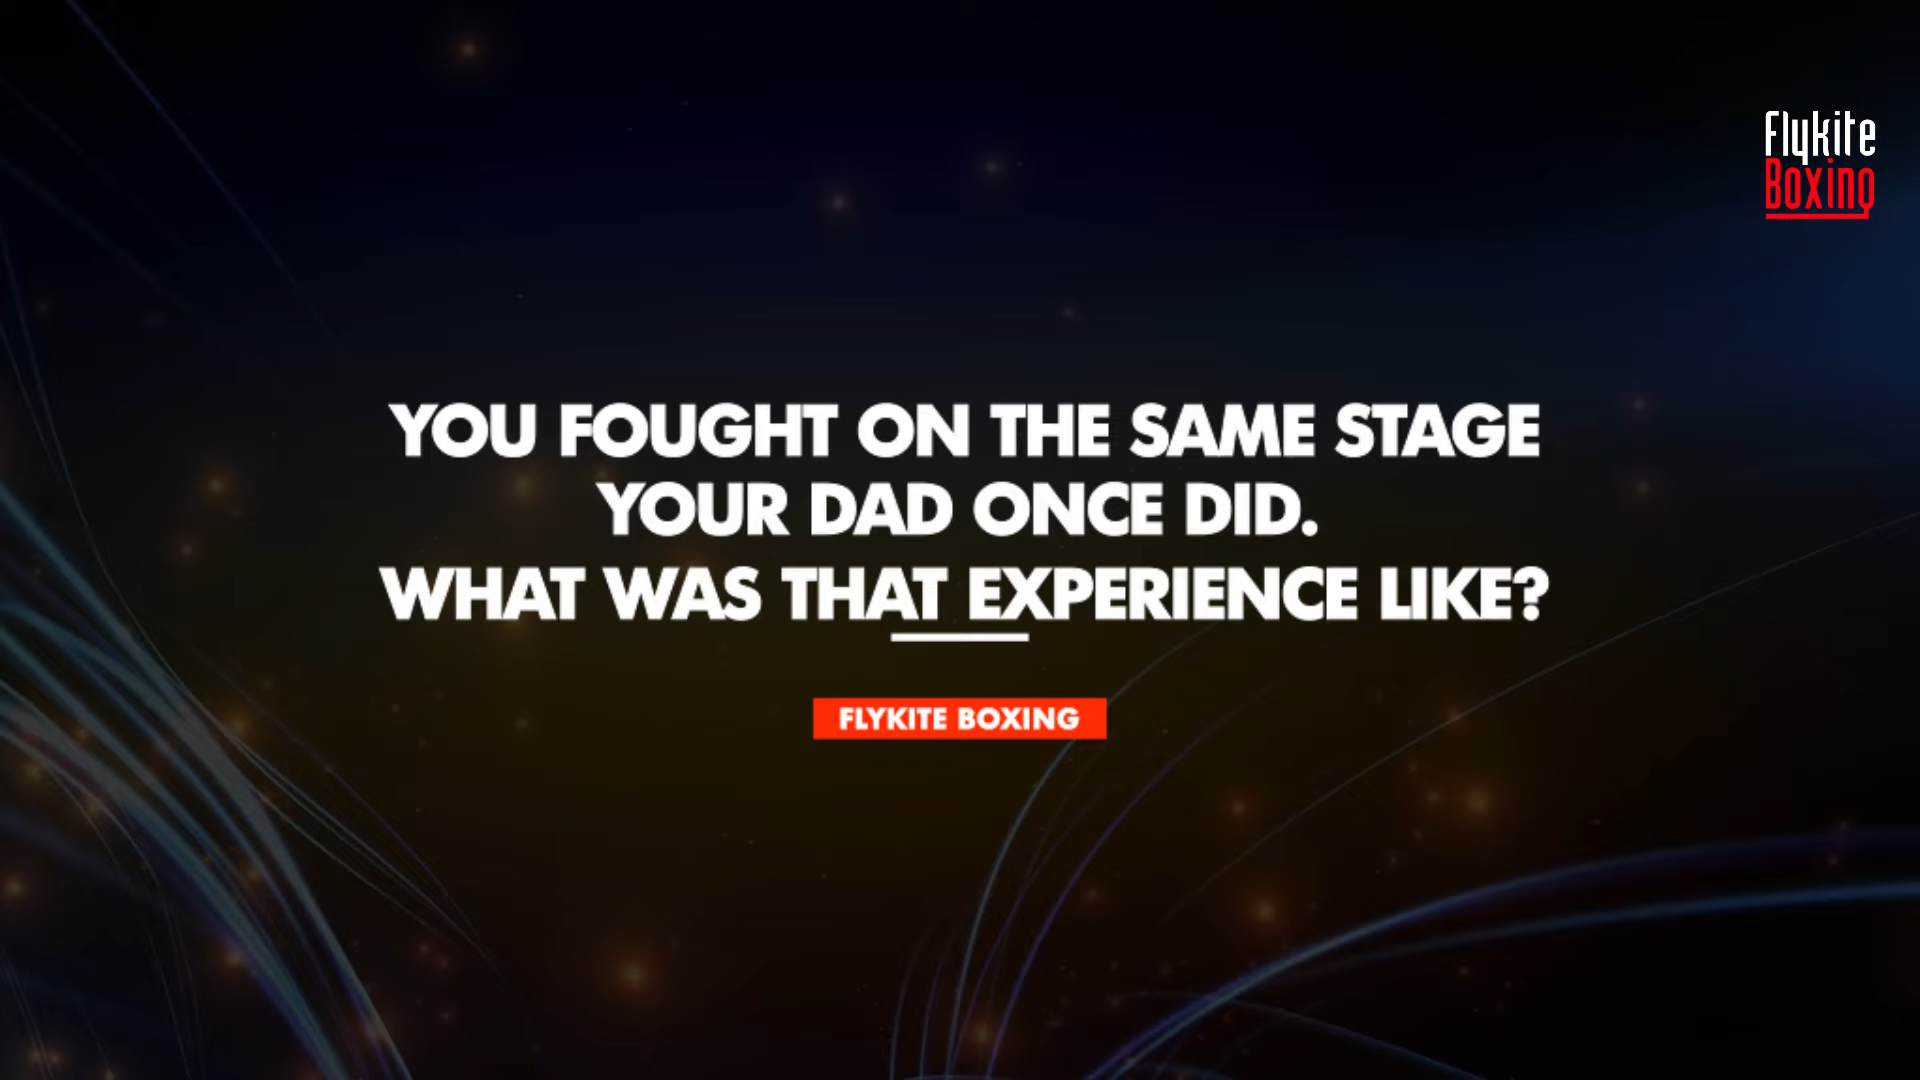 Flykite
Boxing
YOU FOUGHT ON THE SAME STAGE
YOUR DAD ONCE DID.
WHAT WAS THAT EXPERIENCE LIKE?
FLYKITE BOXING